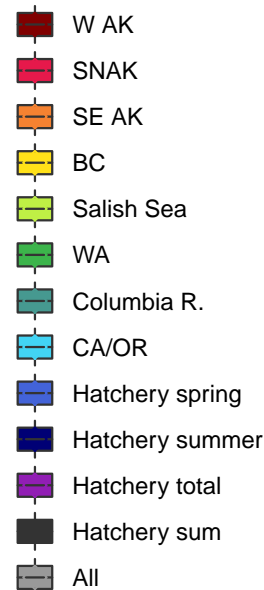 W AK
SNAK
SE AK
BC
Salish Sea
WA
Columbia R.
CA/OR
Hatchery spring
Hatchery summer
Hatchery total
Hatchery sum
All